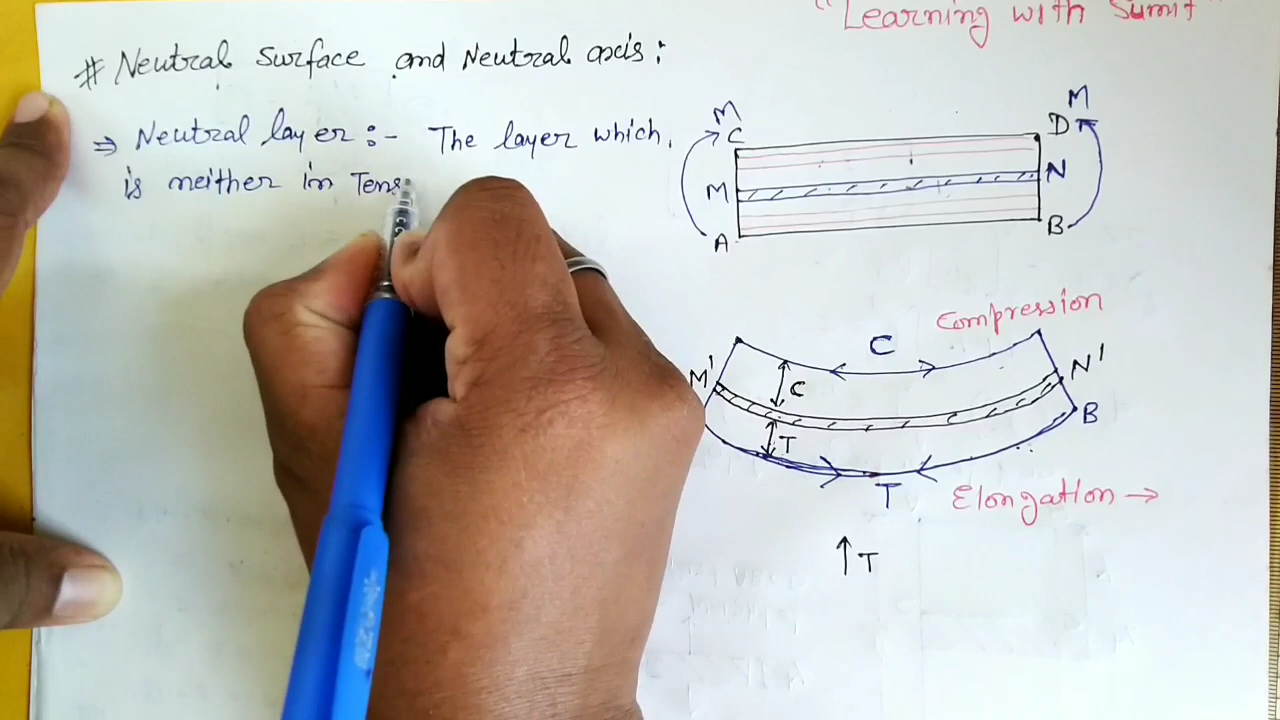 "Learning with Sumit"
# Neutral Surface and Neutral axis :
⇒ Neutral layer :- The layer which
is neither in Tens
M
M
C
D
M
N
A
B
Compression
C
M'
N'
C
B
T
T
Elongation →
↑ T